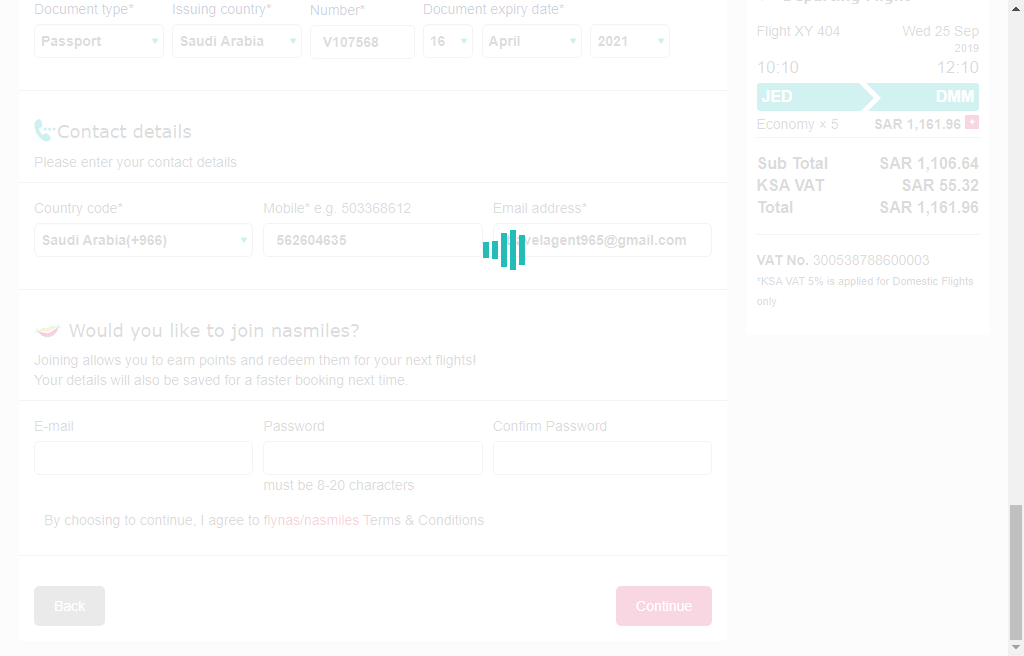 Document type* Issuing country* Number* Document expiry date*
Passport Saudi Arabia V107568 16 April 2021
Contact details
Please enter your contact details
Country code* Mobile* e.g. 503368612 Email address*
Saudi Arabia(+966) 562604635 velagent965@gmail.com
Would you like to join nasmiles?
Joining allows you to earn points and redeem them for your next flights!
Your details will also be saved for a faster booking next time.
E-mail Password Confirm Password
must be 8-20 characters
By choosing to continue, I agree to flynas/nasmiles Terms & Conditions
Back Continue
Departing Flight
Flight XY 404 Wed 25 Sep
2019
10:10 12:10
JED DMM
Economy × 5 SAR 1,161.96 +
Sub Total SAR 1,106.64
KSA VAT SAR 55.32
Total SAR 1,161.96
VAT No. 300538788600003
*KSA VAT 5% is applied for Domestic Flights
only